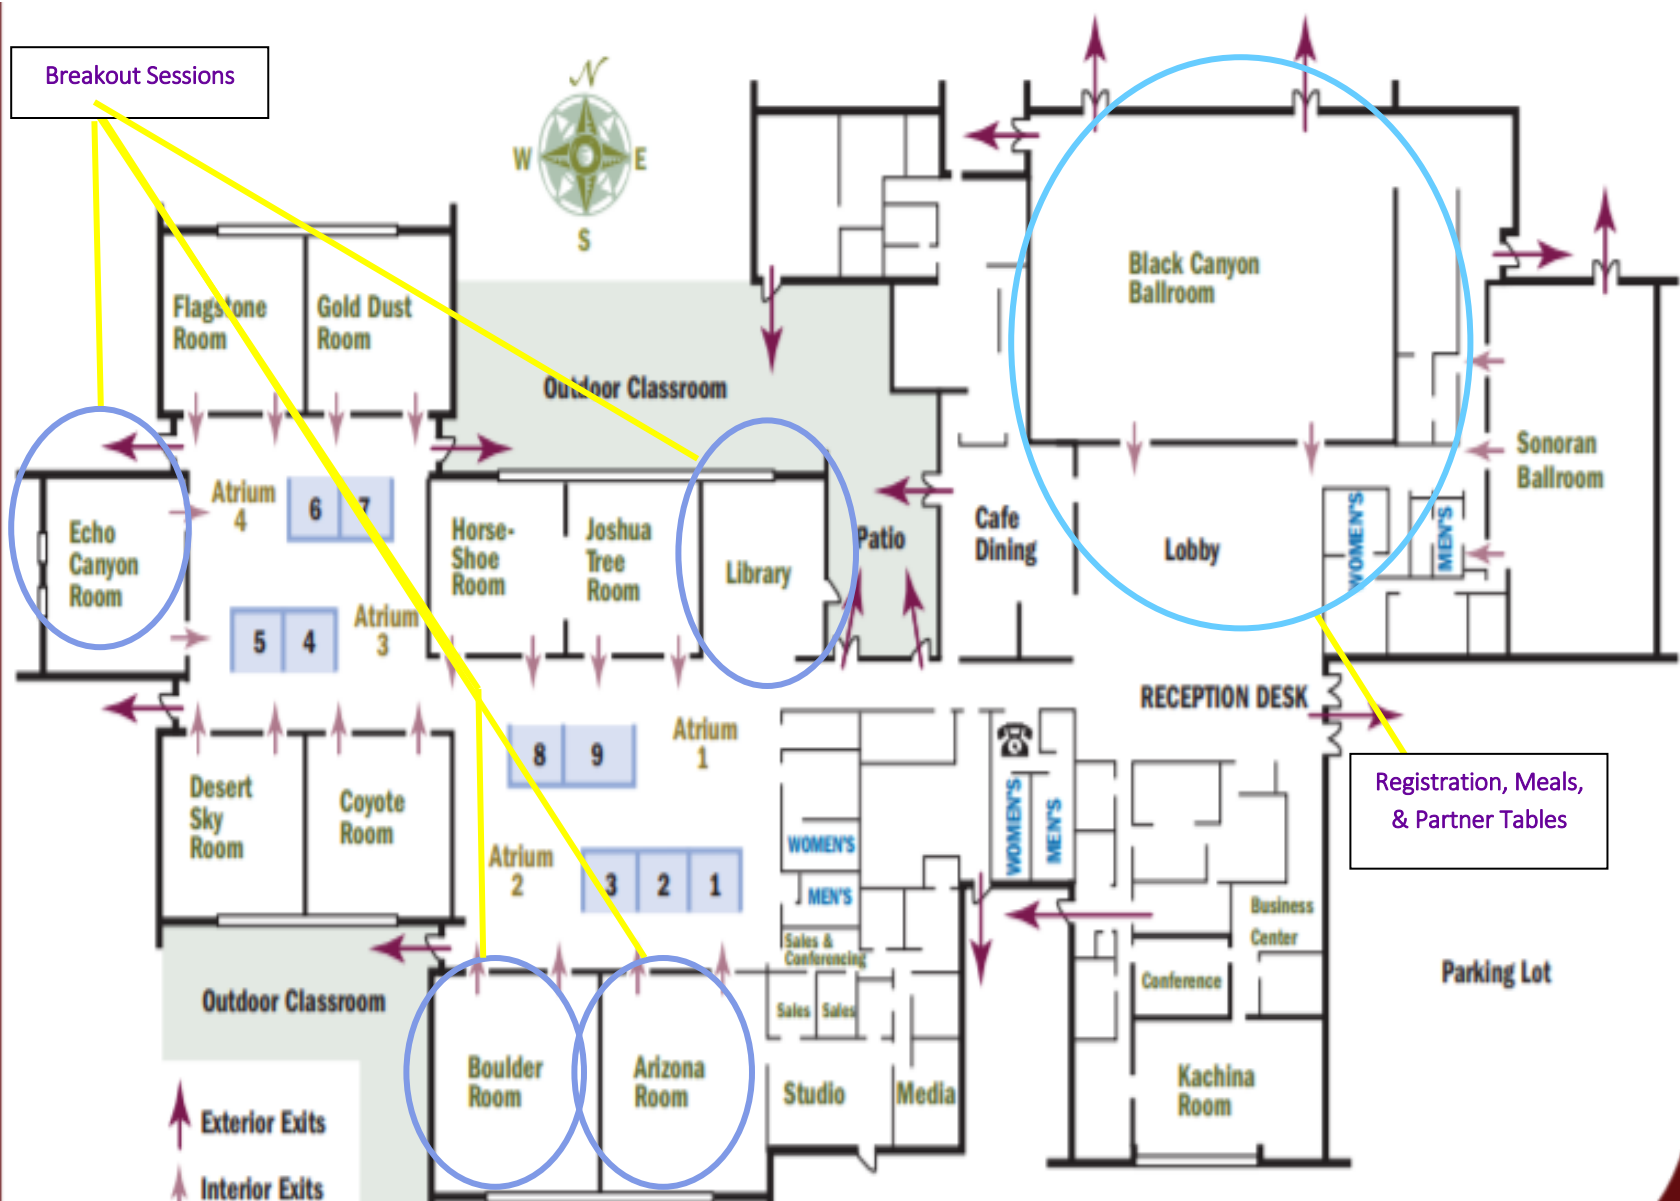 Breakout Sessions
N
W
E
S
Flagstone
Room
Gold Dust
Room
Outdoor Classroom
Black Canyon
Ballroom
Sonoran
Ballroom
Echo
Canyon
Room
Atrium
4
6
7
5
4
Atrium
3
Horse-
Shoe
Room
Joshua
Tree
Room
Library
Patio
Cafe
Dining
Lobby
WOMEN'S
MEN'S
RECEPTION DESK
Registration, Meals,
& Partner Tables
Desert
Sky
Room
Coyote
Room
8
9
Atrium
1
Atrium
2
3
2
1
WOMEN'S
MEN'S
WOMEN'S
MEN'S
Sales &
Conferencing
Sales
Sales
Business
Center
Conference
Parking Lot
Outdoor Classroom
Boulder
Room
Arizona
Room
Studio
Media
Kachina
Room
Exterior Exits
Interior Exits